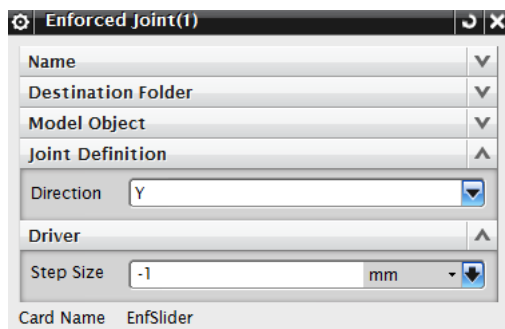 Enforced Joint(1)
Name
Destination Folder
Model Object
Joint Definition
Direction Y
Driver
Step Size -1 mm
Card Name EnfSlider